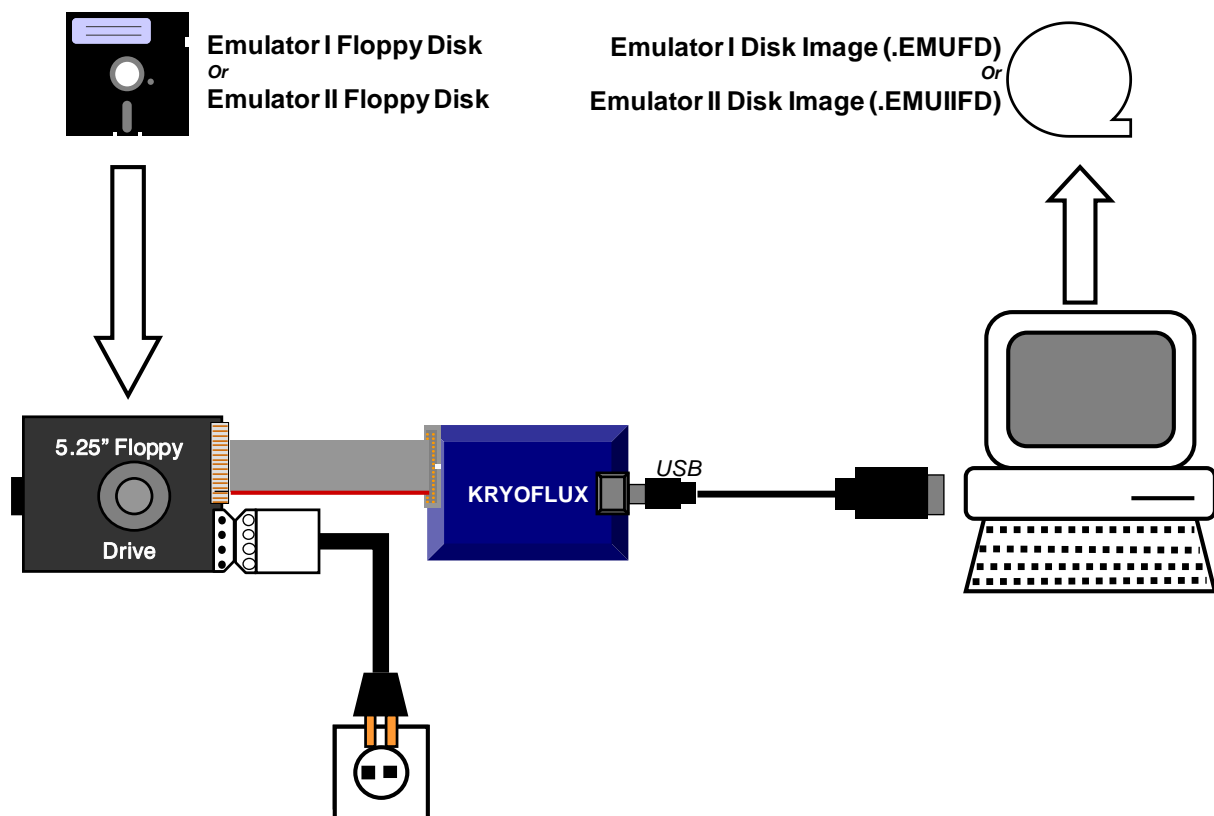 Emulator I Floppy Disk
Or
Emulator II Floppy Disk
Emulator I Disk Image (.EMUFD)
Or
Emulator II Disk Image (.EMUIIFD)
5.25” Floppy
Drive
KRYOFLUX
USB